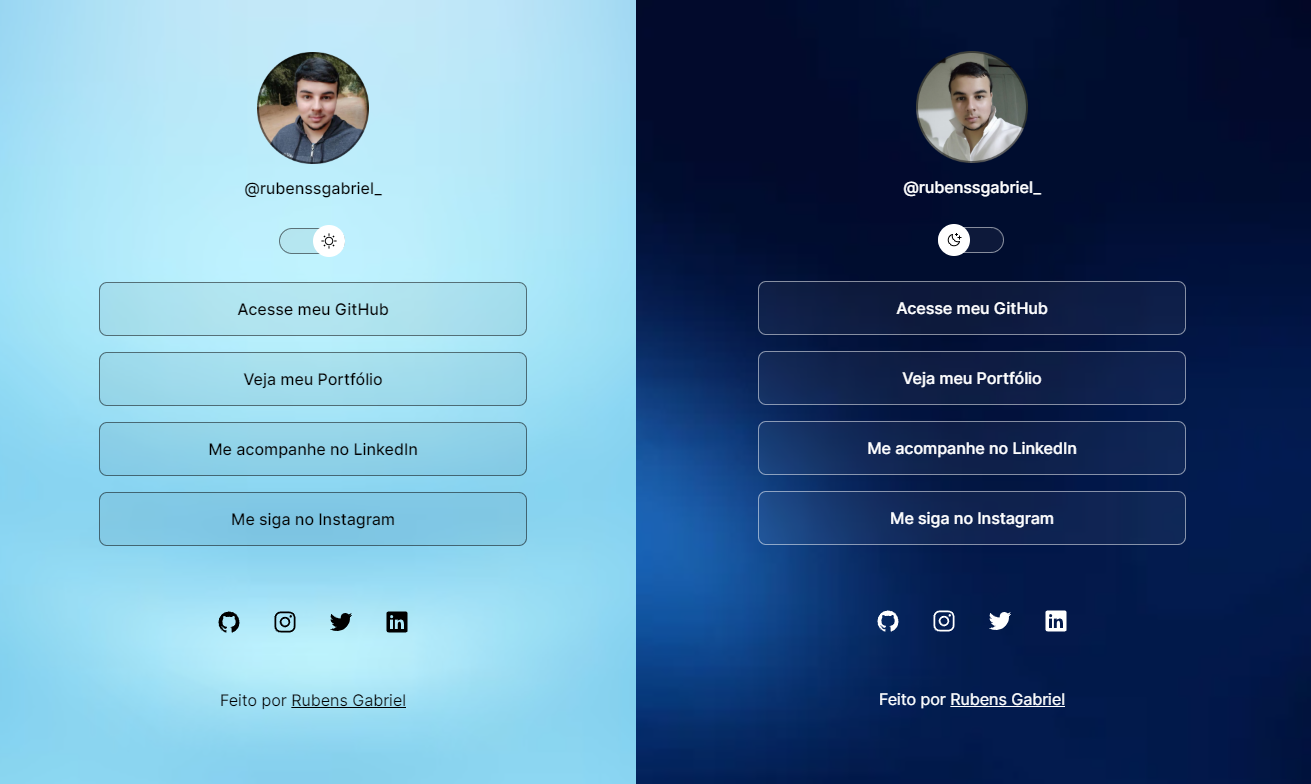 @rubenssgabriel_
Acesse meu GitHub
Veja meu Portfólio
Me acompanhe no LinkedIn
Me siga no Instagram
in
Feito por Rubens Gabriel
@rubenssgabriel_
Acesse meu GitHub
Veja meu Portfólio
Me acompanhe no LinkedIn
Me siga no Instagram
in
Feito por Rubens Gabriel